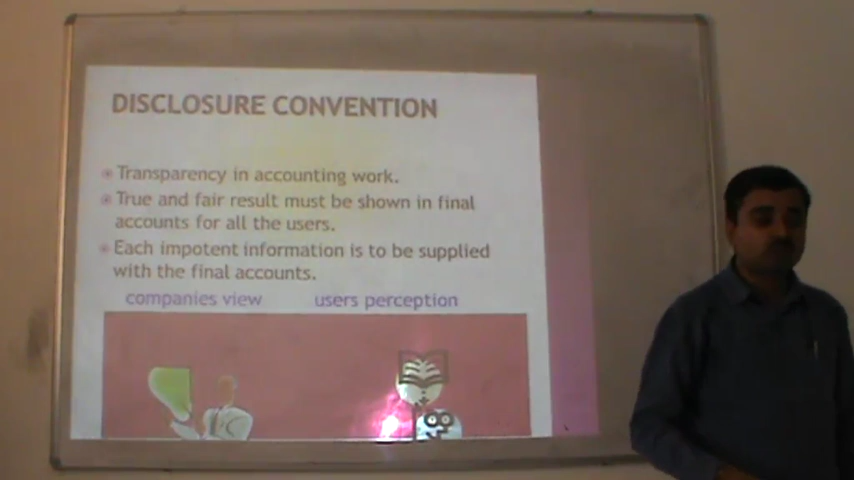 DISCLOSURE CONVENTION
Transparency in accounting work.
True and fair result must be shown in final
accounts for all the users.
Each impotent information is to be supplied
with the final accounts.
companies view users perception